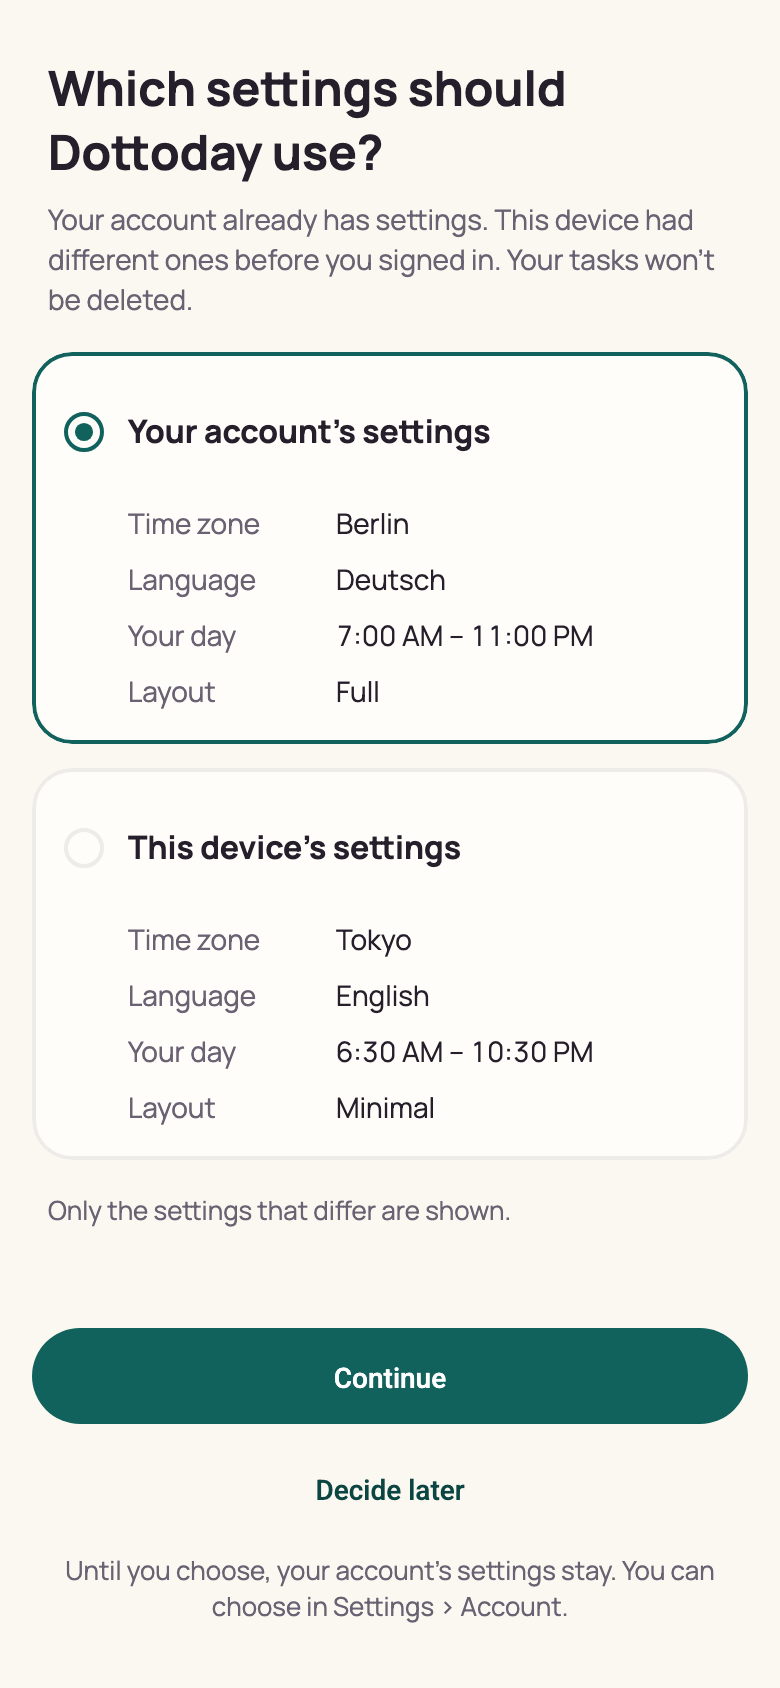 Which settings should
Dottoday use?
Your account already has settings. This device had
different ones before you signed in. Your tasks won’t
be deleted.
Your account’s settings
Time zone Berlin
Language Deutsch
Your day 7:00 AM – 11:00 PM
Layout Full
This device’s settings
Time zone Tokyo
Language English
Your day 6:30 AM – 10:30 PM
Layout Minimal
Only the settings that differ are shown.
Continue
Decide later
Until you choose, your account’s settings stay. You can
choose in Settings › Account.